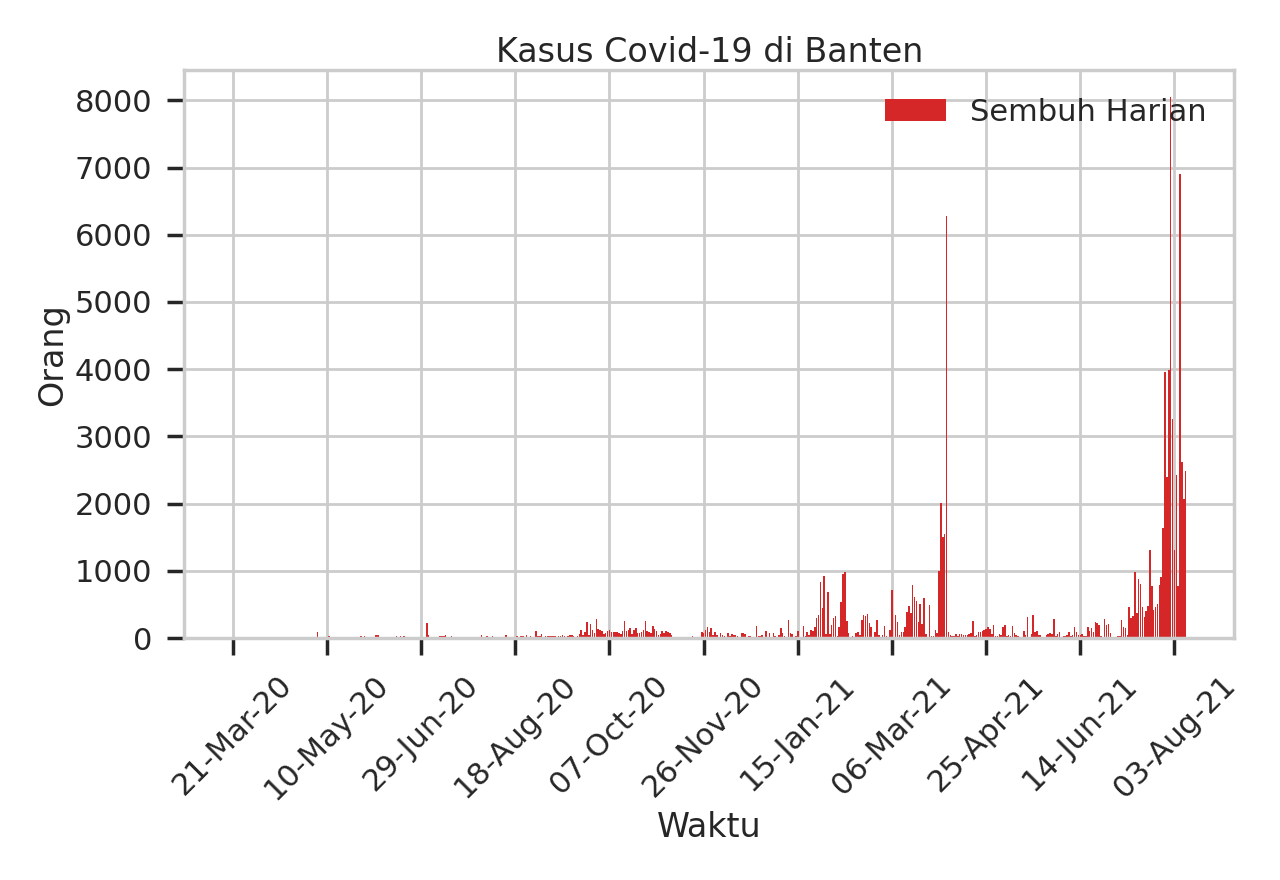 Kasus Covid-19 di Banten
Sembuh Harian
Orang
8000
7000
6000
5000
4000
3000
2000
1000
0
21-Mar-20
10-May-20
29-Jun-20
18-Aug-20
07-Oct-20
26-Nov-20
15-Jan-21
06-Mar-21
25-Apr-21
14-Jun-21
03-Aug-21
Waktu